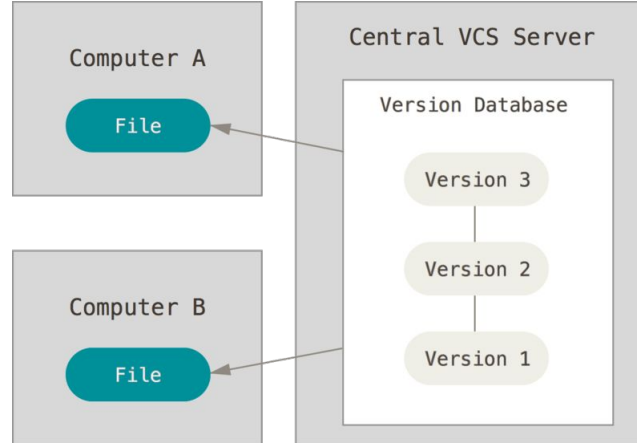 Computer A
File
Computer B
File
Central VCS Server
Version Database
Version 3
Version 2
Version 1